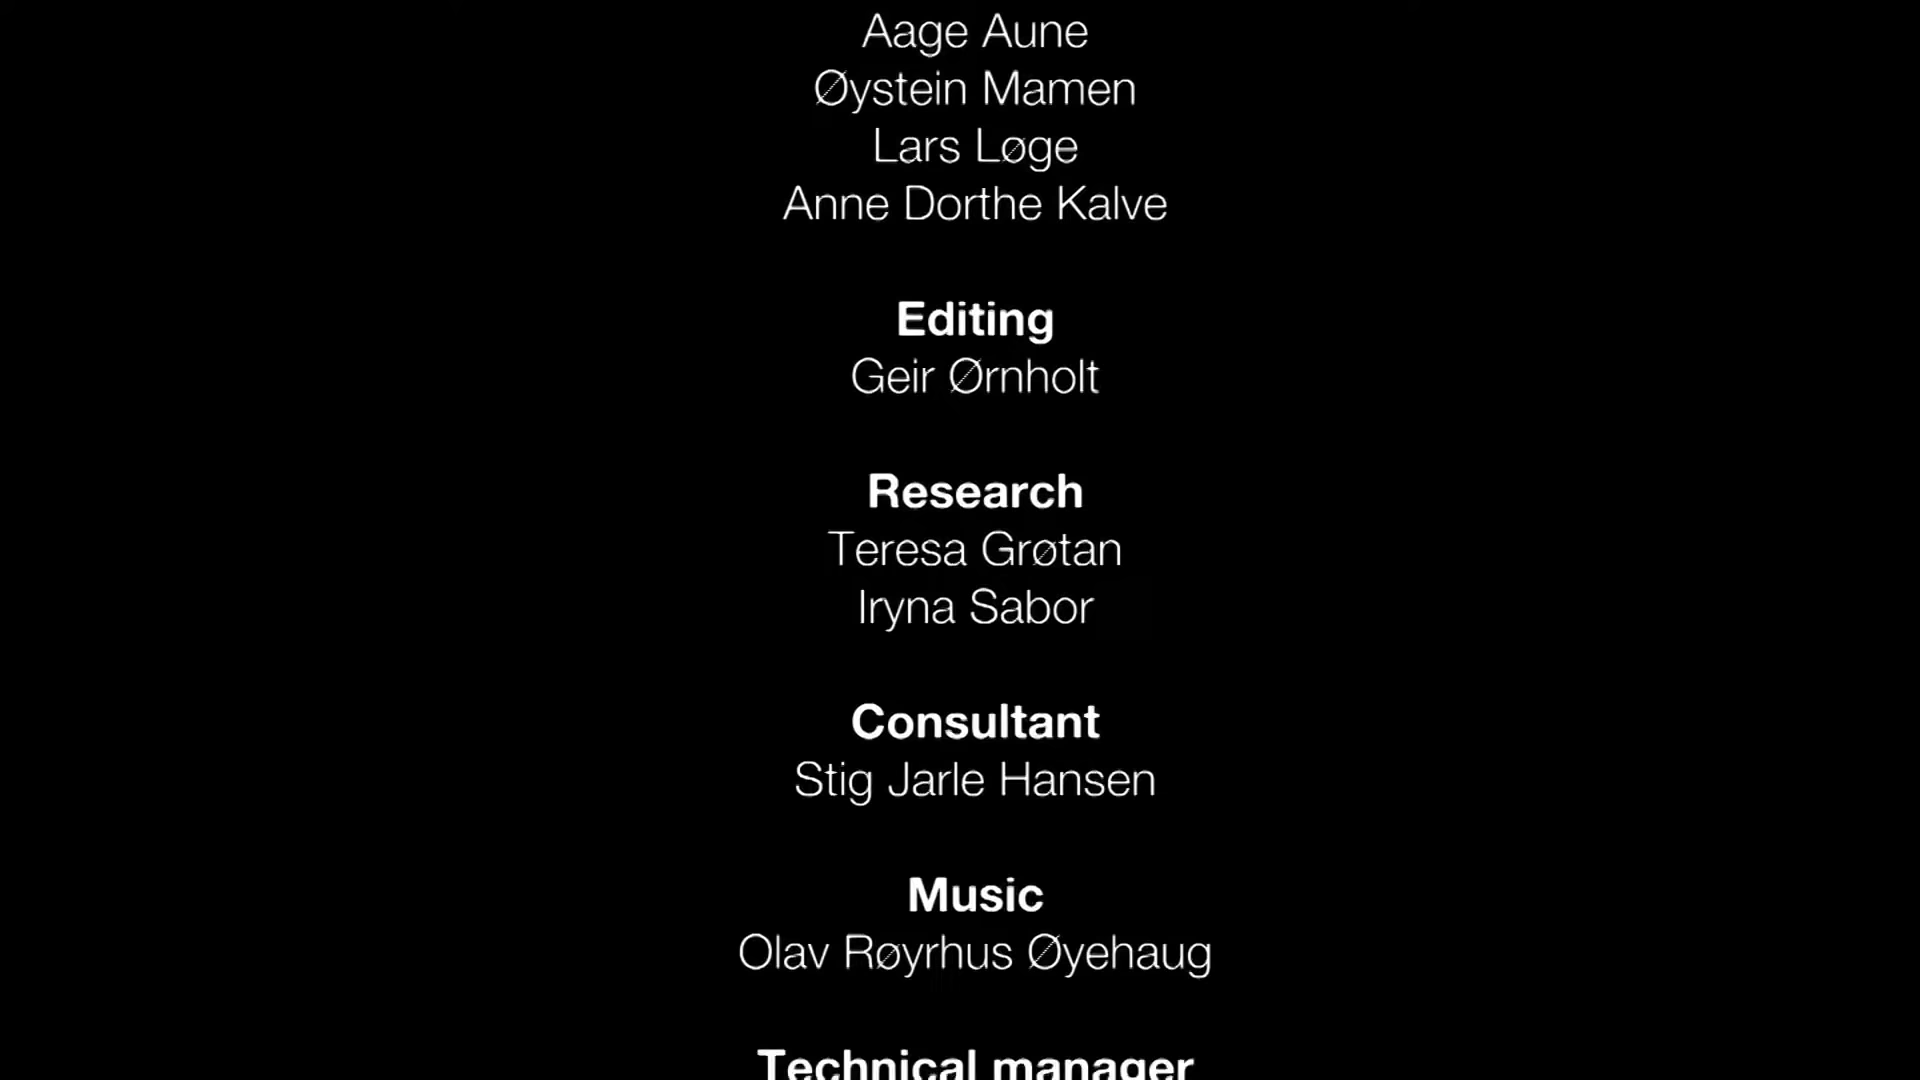 Aage Aune
Øystein Mamen
Lars Løge
Anne Dorthe Kalve
Editing
Geir Ørnholt
Research
Teresa Grøtan
Iryna Sabor
Consultant
Stig Jarle Hansen
Music
Olav Røyrhus Øyehaug
Technical manager